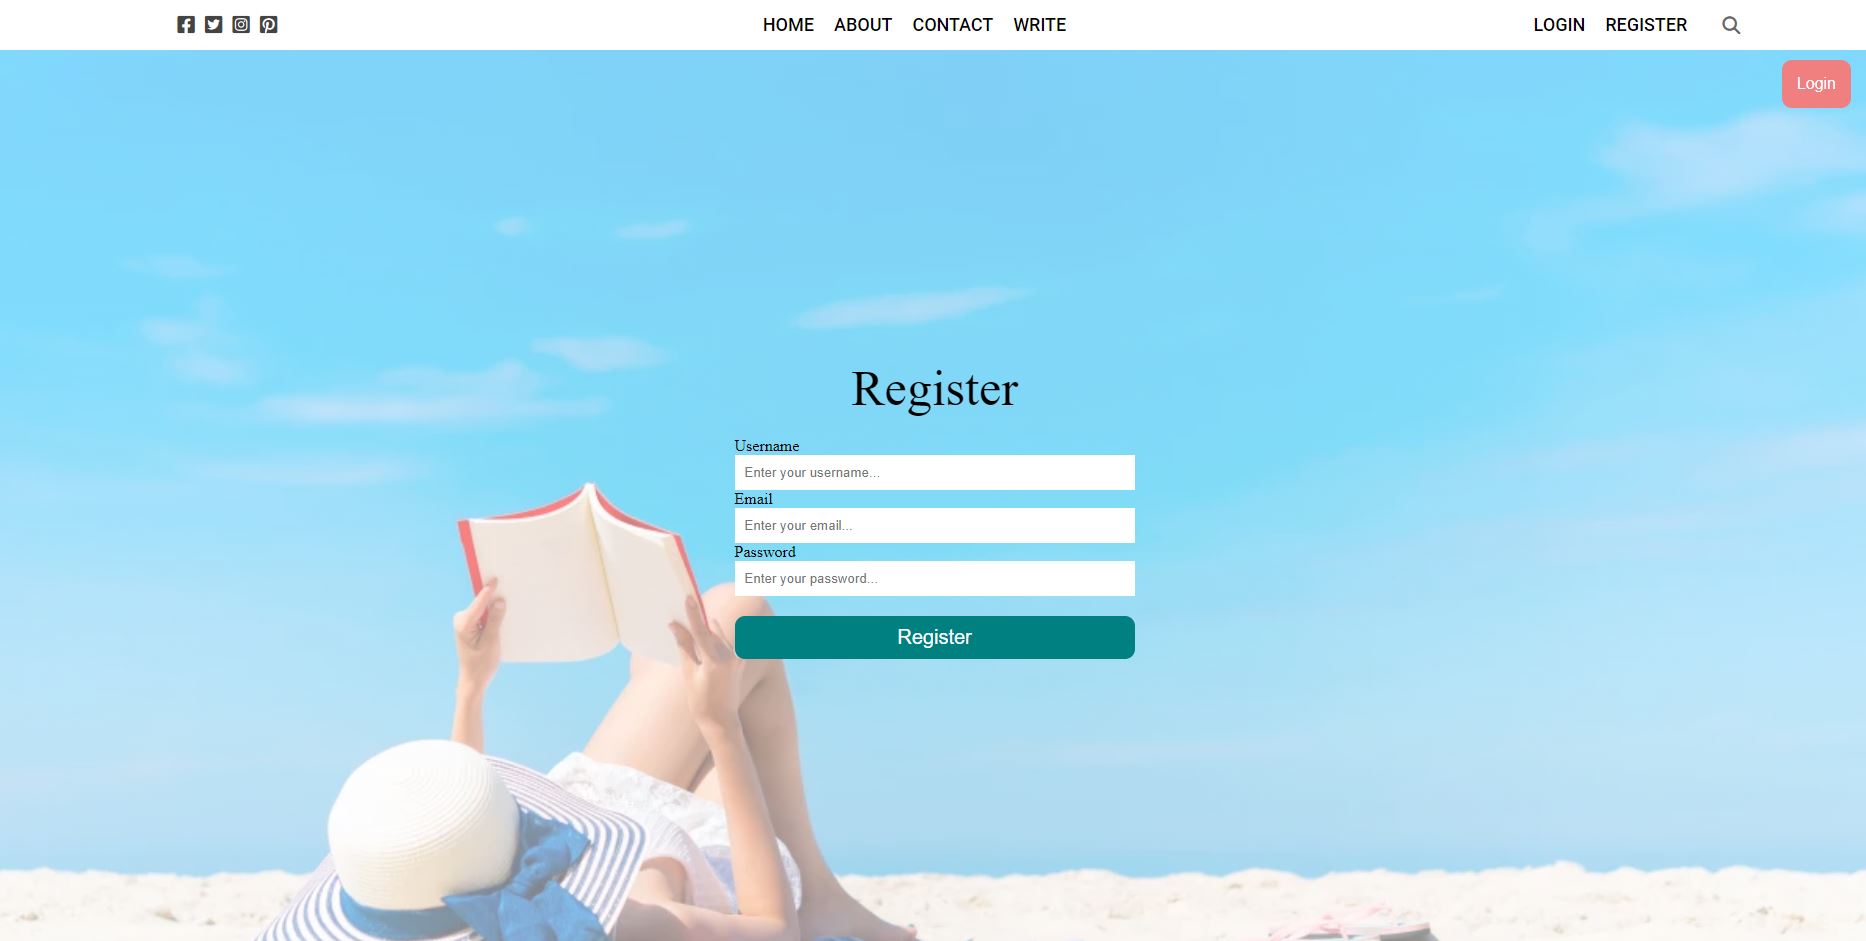 HOME ABOUT CONTACT WRITE LOGIN REGISTER
Login
Register
Username
Enter your username...
Email
Enter your email...
Password
Enter your password...
Register